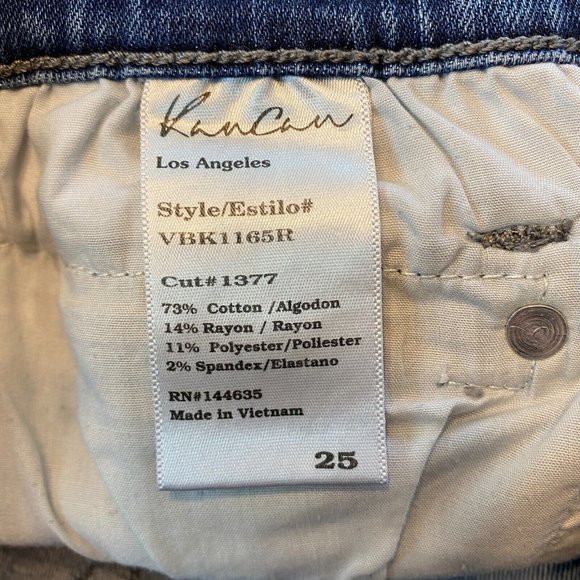 KanCan
Los Angeles
Style/Estilo#
VBK1165R
Cut#1377
73% Cotton /Algodon
14% Rayon / Rayon
11% Polyester/Poliester
2% Spandex/Elastano
RN#144635
Made in Vietnam
25